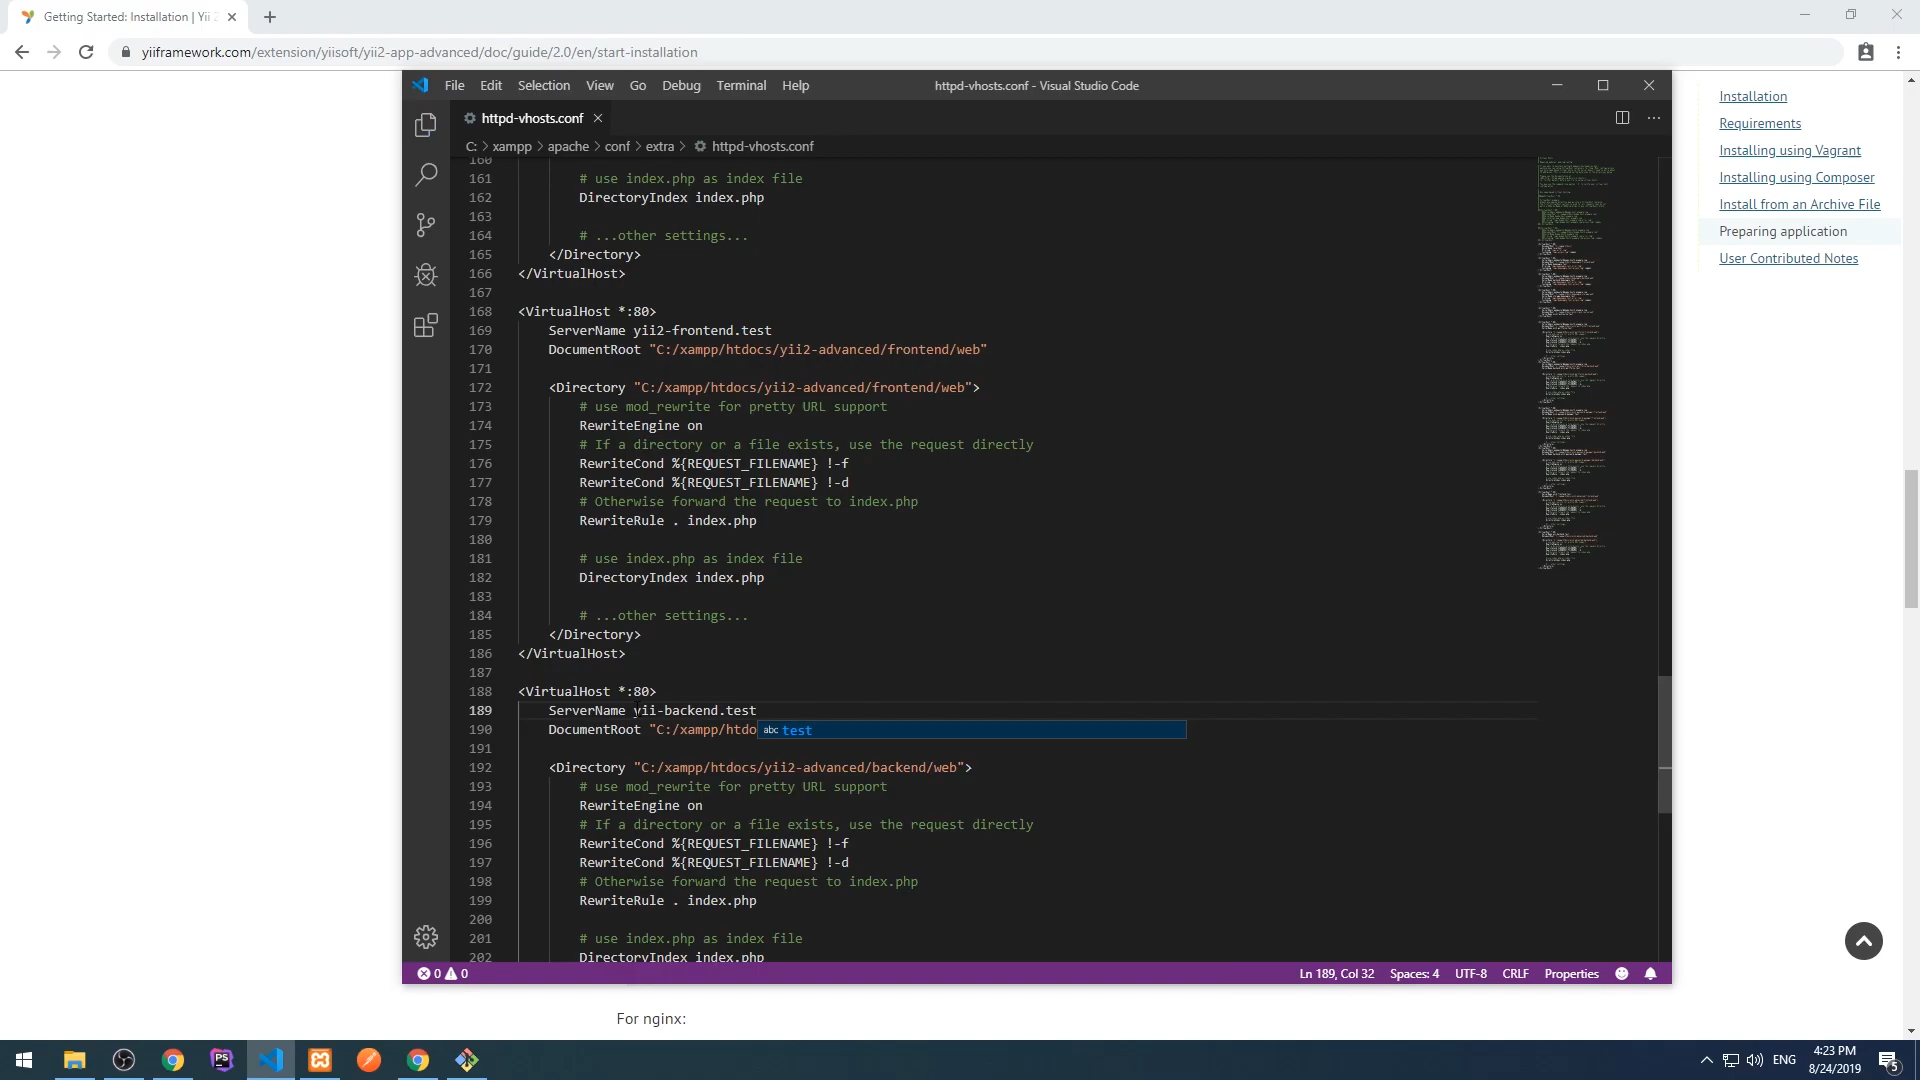 Getting Started: Installation | Yii 2
yiiframework.com/extension/yiisoft/yii2-app-advanced/doc/guide/2.0/en/start-installation
File Edit Selection View Go Debug Terminal Help
httpd-vhosts.conf - Visual Studio Code
httpd-vhosts.conf
C: > xampp > apache > conf > extra > httpd-vhosts.conf
160
161 # use index.php as index file
162 DirectoryIndex index.php
163
164 # ...other settings...
165 </Directory>
166 </VirtualHost>
167
168 <VirtualHost *:80>
169 ServerName yii2-frontend.test
170 DocumentRoot "C:/xampp/htdocs/yii2-advanced/frontend/web"
171
172 <Directory "C:/xampp/htdocs/yii2-advanced/frontend/web">
173 # use mod_rewrite for pretty URL support
174 RewriteEngine on
175 # If a directory or a file exists, use the request directly
176 RewriteCond %{REQUEST_FILENAME} !-f
177 RewriteCond %{REQUEST_FILENAME} !-d
178 # Otherwise forward the request to index.php
179 RewriteRule . index.php
180
181 # use index.php as index file
182 DirectoryIndex index.php
183
184 # ...other settings...
185 </Directory>
186 </VirtualHost>
187
188 <VirtualHost *:80>
189 ServerName yii-backend.test
190 DocumentRoot "C:/xampp/htdo
abc test
191
192 <Directory "C:/xampp/htdocs/yii2-advanced/backend/web">
193 # use mod_rewrite for pretty URL support
194 RewriteEngine on
195 # If a directory or a file exists, use the request directly
196 RewriteCond %{REQUEST_FILENAME} !-f
197 RewriteCond %{REQUEST_FILENAME} !-d
198 # Otherwise forward the request to index.php
199 RewriteRule . index.php
200
201 # use index.php as index file
202 DirectoryIndex index.php
0 0
Ln 189, Col 32 Spaces: 4 UTF-8 CRLF Properties
Installation
Requirements
Installing using Vagrant
Installing using Composer
Install from an Archive File
Preparing application
User Contributed Notes
For nginx:
PS
ENG
4:23 PM
8/24/2019
5